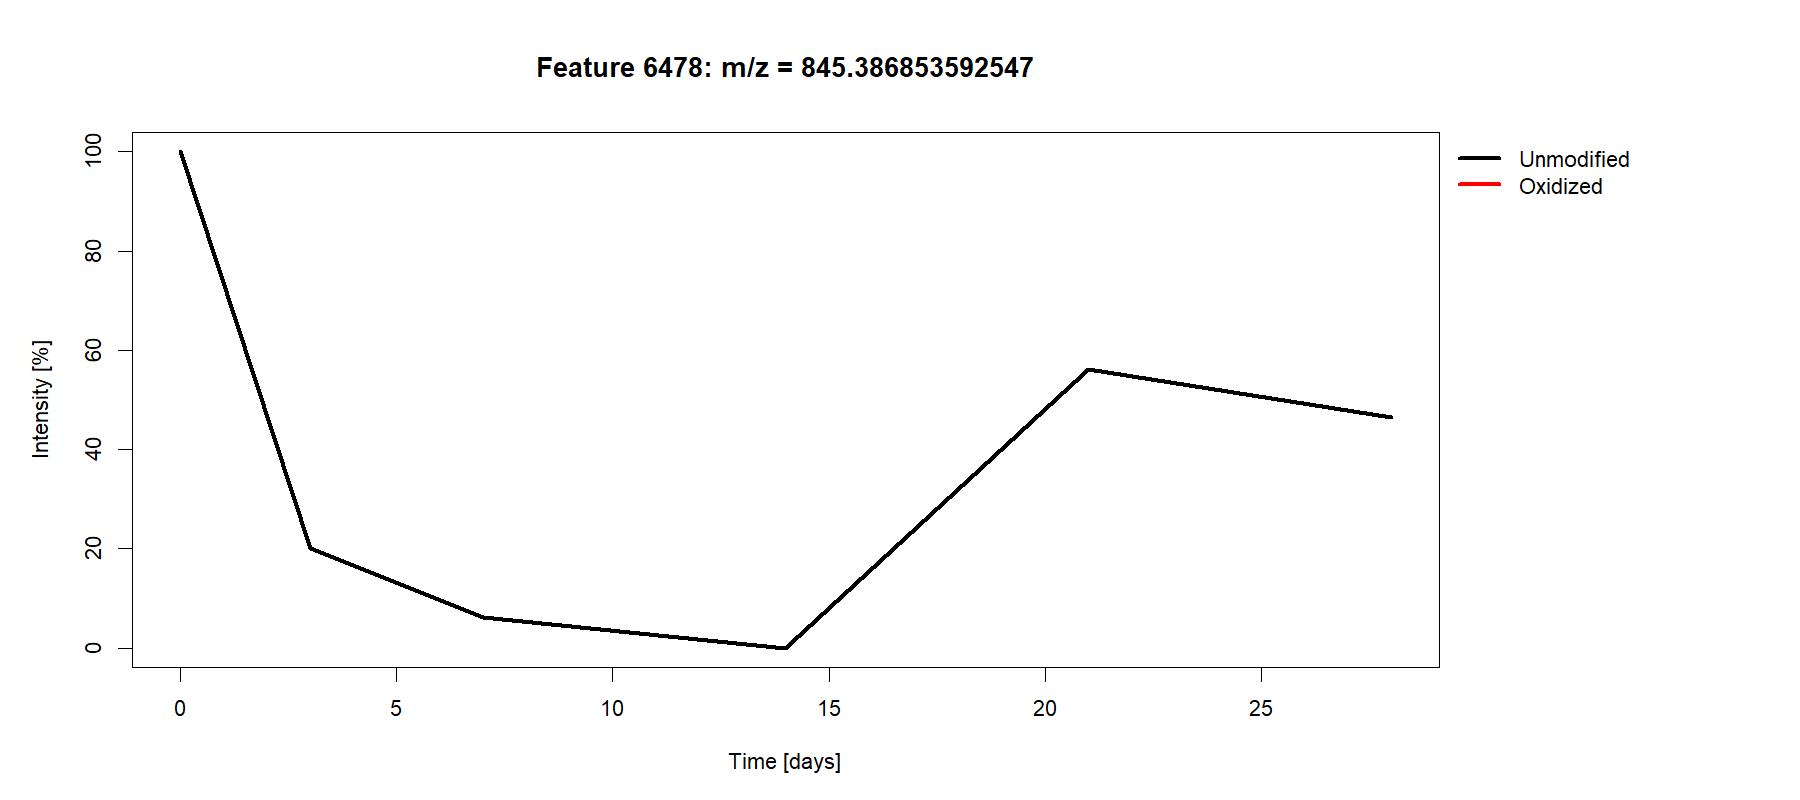 Feature 6478: m/z = 845.386853592547
Unmodified
Oxidized
Intensity [%]
100
80
60
40
20
0
0 5 10 15 20 25
Time [days]